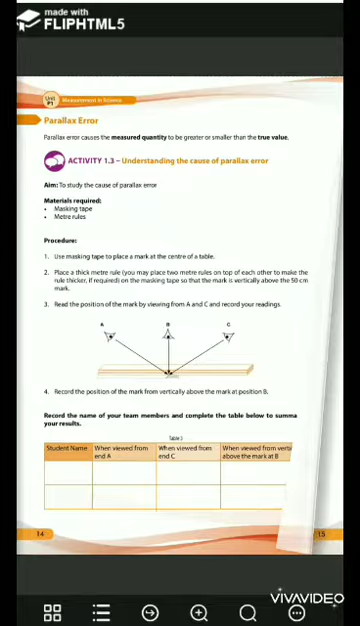 made with
FLIPHTML5
Unit
P1
Measurement in Science
Parallax Error
Parallax error causes the measured quantity to be greater or smaller than the true value.
ACTIVITY 1.3 – Understanding the cause of parallax error
Aim: To study the cause of parallax error
Materials required:
• Masking tape
• Metre rules
Procedure:
1. Use masking tape to place a mark at the centre of a table.
2. Place a thick metre rule (you may place two metre rules on top of each other to make the
rule thicker, if required) on the masking tape so that the mark is vertically above the 50 cm
mark.
3. Read the position of the mark by viewing from A and C and record your readings.
A B C
4. Record the position of the mark from vertically above the mark at position B.
Record the name of your team members and complete the table below to summa
your results.
Table 3
Student Name When viewed from When viewed from When viewed from verti
end A end C above the mark at B
14 15
VIVAVIDEO